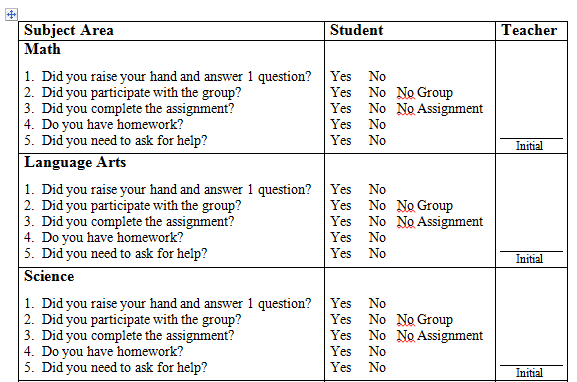 Subject Area Student Teacher
Math
1. Did you raise your hand and answer 1 question? Yes No
2. Did you participate with the group? Yes No No Group
3. Did you complete the assignment? Yes No No Assignment
4. Do you have homework? Yes No
5. Did you need to ask for help? Yes No
Initial
Language Arts
1. Did you raise your hand and answer 1 question? Yes No
2. Did you participate with the group? Yes No No Group
3. Did you complete the assignment? Yes No No Assignment
4. Do you have homework? Yes No
5. Did you need to ask for help? Yes No
Initial
Science
1. Did you raise your hand and answer 1 question? Yes No
2. Did you participate with the group? Yes No No Group
3. Did you complete the assignment? Yes No No Assignment
4. Do you have homework? Yes No
5. Did you need to ask for help? Yes No
Initial